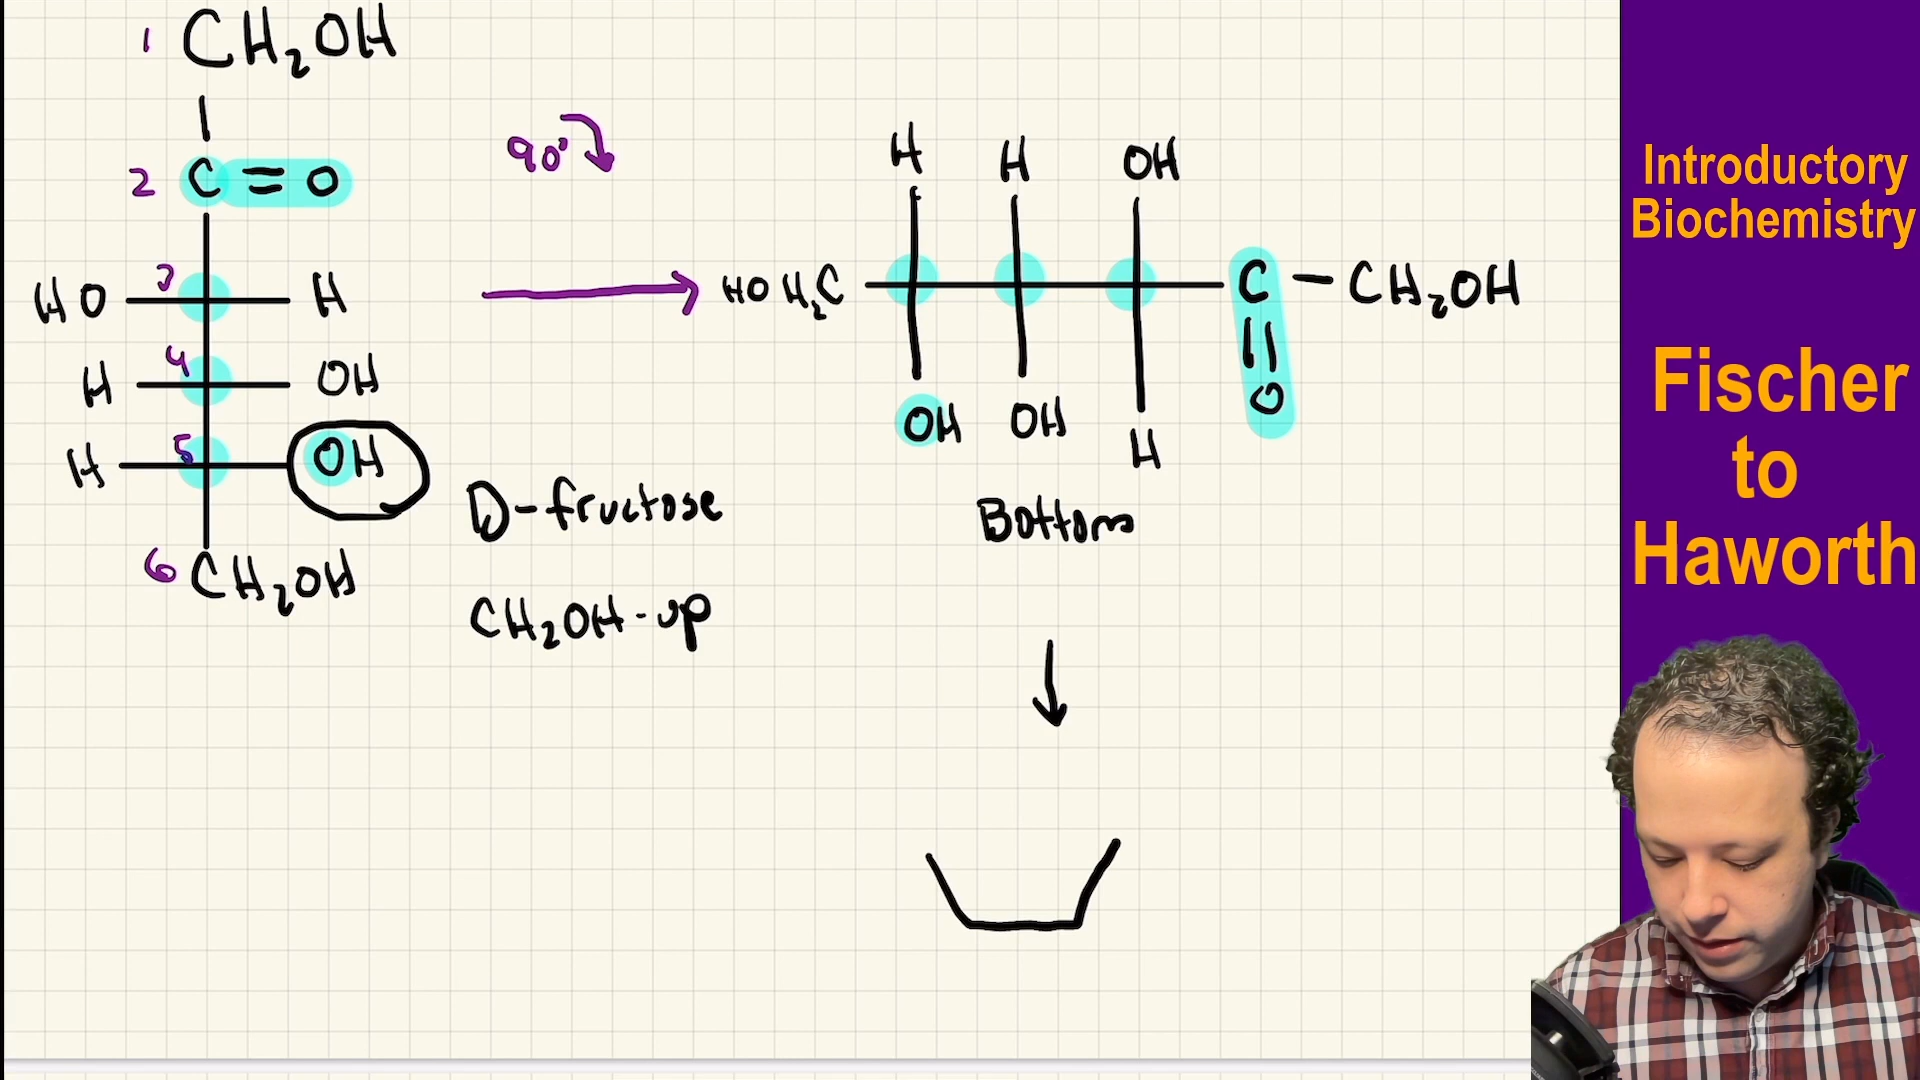 1 CH₂OH
2 C = O
3
HO H
4
H OH
5
H OH
6 CH₂OH
D-fructose
CH₂OH-up
90°
H H OH
HOH₂C C - CH₂OH
O
OH OH H
Bottom
Introductory
Biochemistry
Fischer
to
Haworth